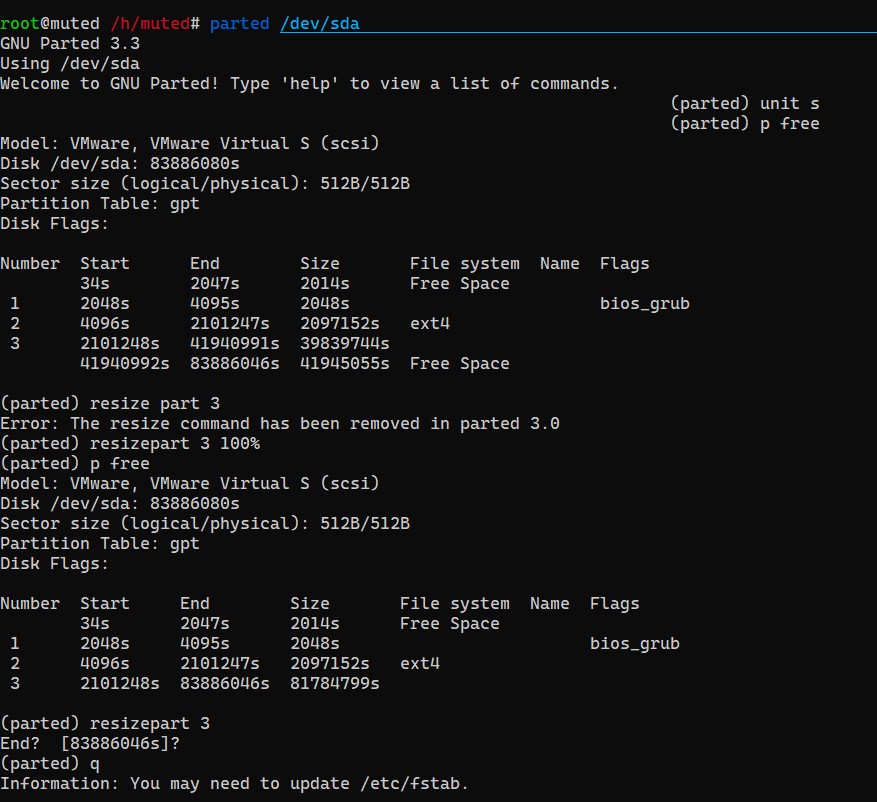 root@muted /h/muted# parted /dev/sda
GNU Parted 3.3
Using /dev/sda
Welcome to GNU Parted! Type 'help' to view a list of commands.
(parted) unit s
(parted) p free
Model: VMware, VMware Virtual S (scsi)
Disk /dev/sda: 83886080s
Sector size (logical/physical): 512B/512B
Partition Table: gpt
Disk Flags:
Number  Start     End        Size       File system  Name  Flags
        34s        2047s      2014s      Free Space
 1      2048s      4095s      2048s                         bios_grub
 2      4096s      2101247s   2097152s   ext4
 3      2101248s   41940991s  39839744s
        41940992s  83886046s  41945055s  Free Space
(parted) resize part 3
Error: The resize command has been removed in parted 3.0
(parted) resizepart 3 100%
(parted) p free
Model: VMware, VMware Virtual S (scsi)
Disk /dev/sda: 83886080s
Sector size (logical/physical): 512B/512B
Partition Table: gpt
Disk Flags:
Number  Start     End        Size       File system  Name  Flags
        34s       2047s      2014s      Free Space
 1      2048s     4095s      2048s                         bios_grub
 2      4096s     2101247s   2097152s   ext4
 3      2101248s  83886046s  81784799s
(parted) resizepart 3
End?  [83886046s]?
(parted) q
Information: You may need to update /etc/fstab.